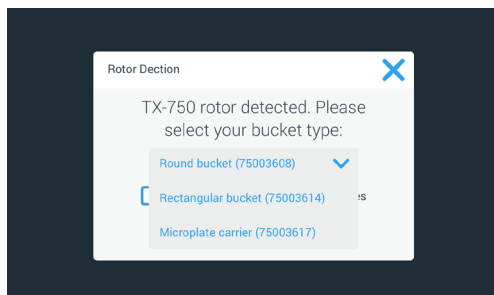 Rotor Dection
TX-750 rotor detected. Please
select your bucket type:
Round bucket (75003608)
Rectangular bucket (75003614)
Microplate carrier (75003617)